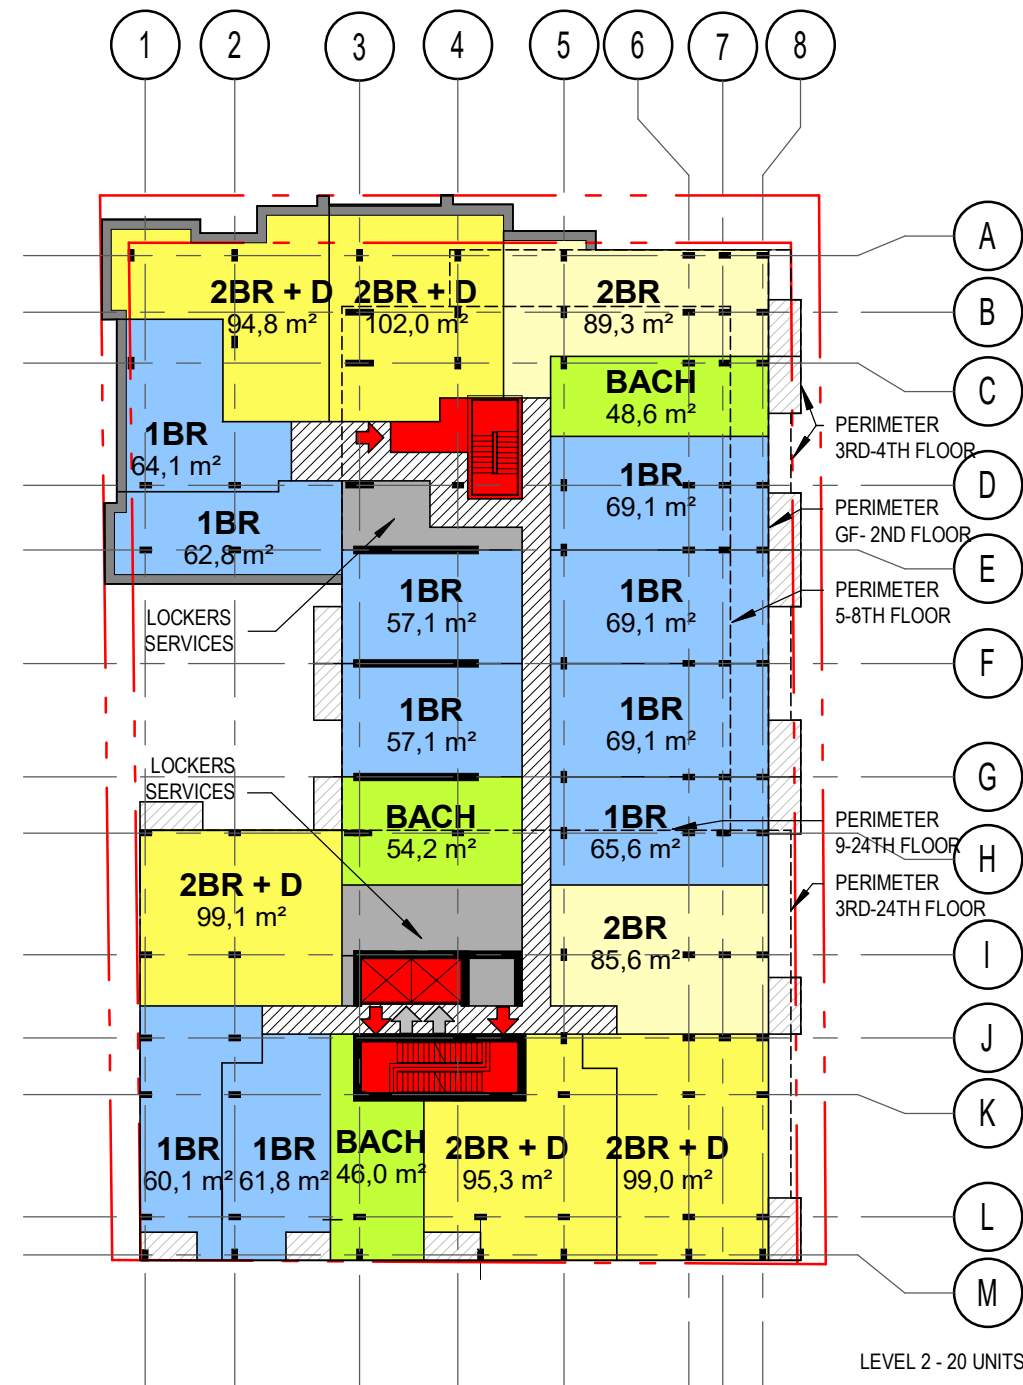 1 2 3 4 5 6 7 8
A
B
C
D
E
F
G
H
I
J
K
L
M
2BR + D
94,8 m²
2BR + D
102,0 m²
2BR
89,3 m²
BACH
48,6 m²
1BR
64,1 m²
1BR
69,1 m²
1BR
62,8 m²
1BR
57,1 m²
1BR
69,1 m²
1BR
57,1 m²
1BR
69,1 m²
BACH
54,2 m²
1BR
65,6 m²
2BR + D
99,1 m²
2BR
85,6 m²
1BR
60,1 m²
1BR
61,8 m²
BACH
46,0 m²
2BR + D
95,3 m²
2BR + D
99,0 m²
LOCKERS
SERVICES
LOCKERS
SERVICES
PERIMETER
3RD-4TH FLOOR
PERIMETER
GF- 2ND FLOOR
PERIMETER
5-8TH FLOOR
PERIMETER
9-24TH FLOOR
PERIMETER
3RD-24TH FLOOR
LEVEL 2 - 20 UNITS